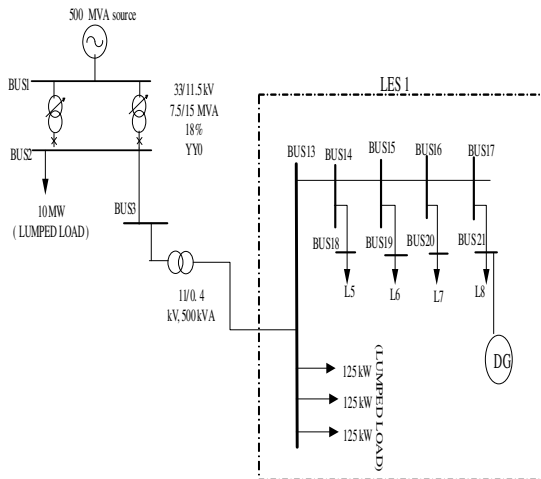 500 MVA source
BUS1
33/11.5 kV
7.5/15 MVA
18%
YY0
BUS2
10 MW
( LUMPED LOAD)
BUS3
11/0. 4
kV, 500 kVA
LES 1
BUS13
BUS14
BUS15
BUS16
BUS17
BUS18
BUS19
BUS20
BUS21
L5
L6
L7
L8
DG
125 kW
125 kW
125 kW
(LUMPED LOAD)